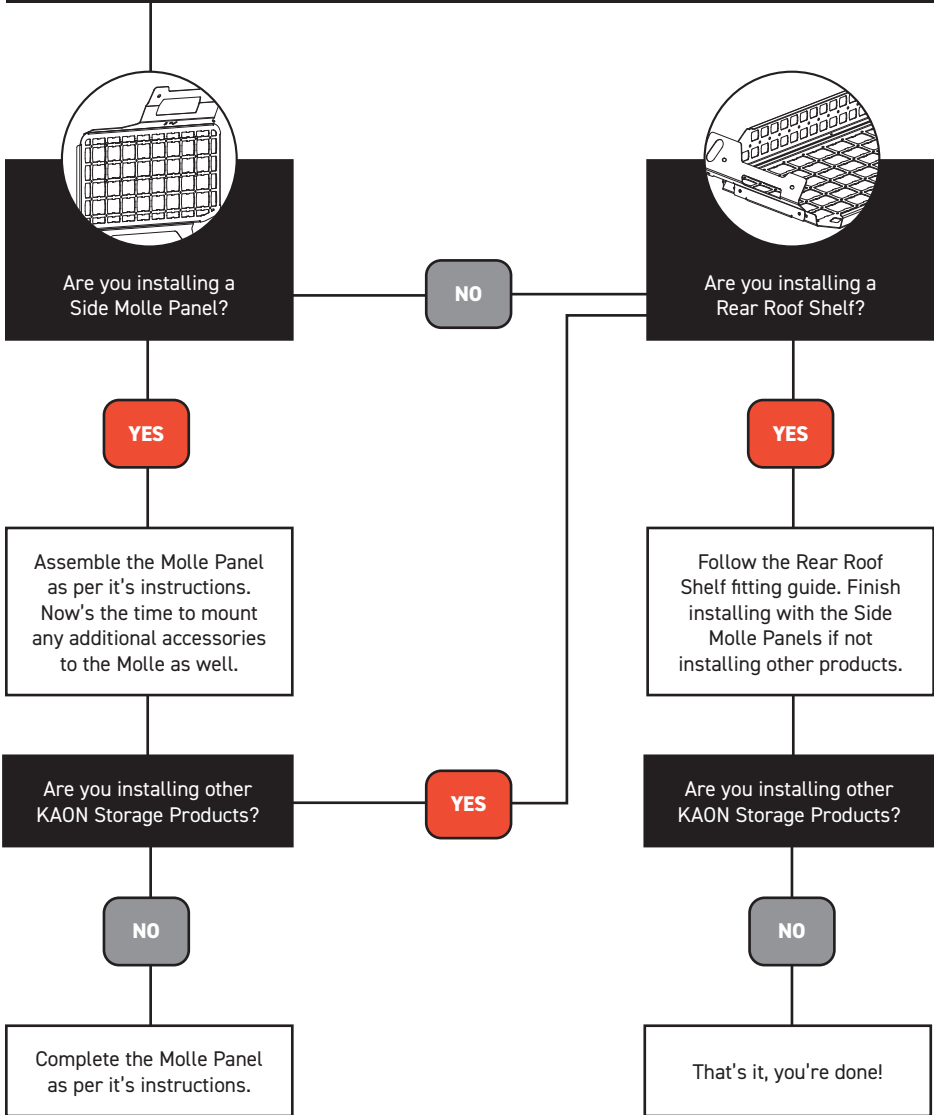 Are you installing a
Side Molle Panel?
NO
Are you installing a
Rear Roof Shelf?
YES
YES
Assemble the Molle Panel
as per it's instructions.
Now's the time to mount
any additional accessories
to the Molle as well.
Follow the Rear Roof
Shelf fitting guide. Finish
installing with the Side
Molle Panels if not
installing other products.
Are you installing other
KAON Storage Products?
YES
Are you installing other
KAON Storage Products?
NO
NO
Complete the Molle Panel
as per it's instructions.
That's it, you're done!